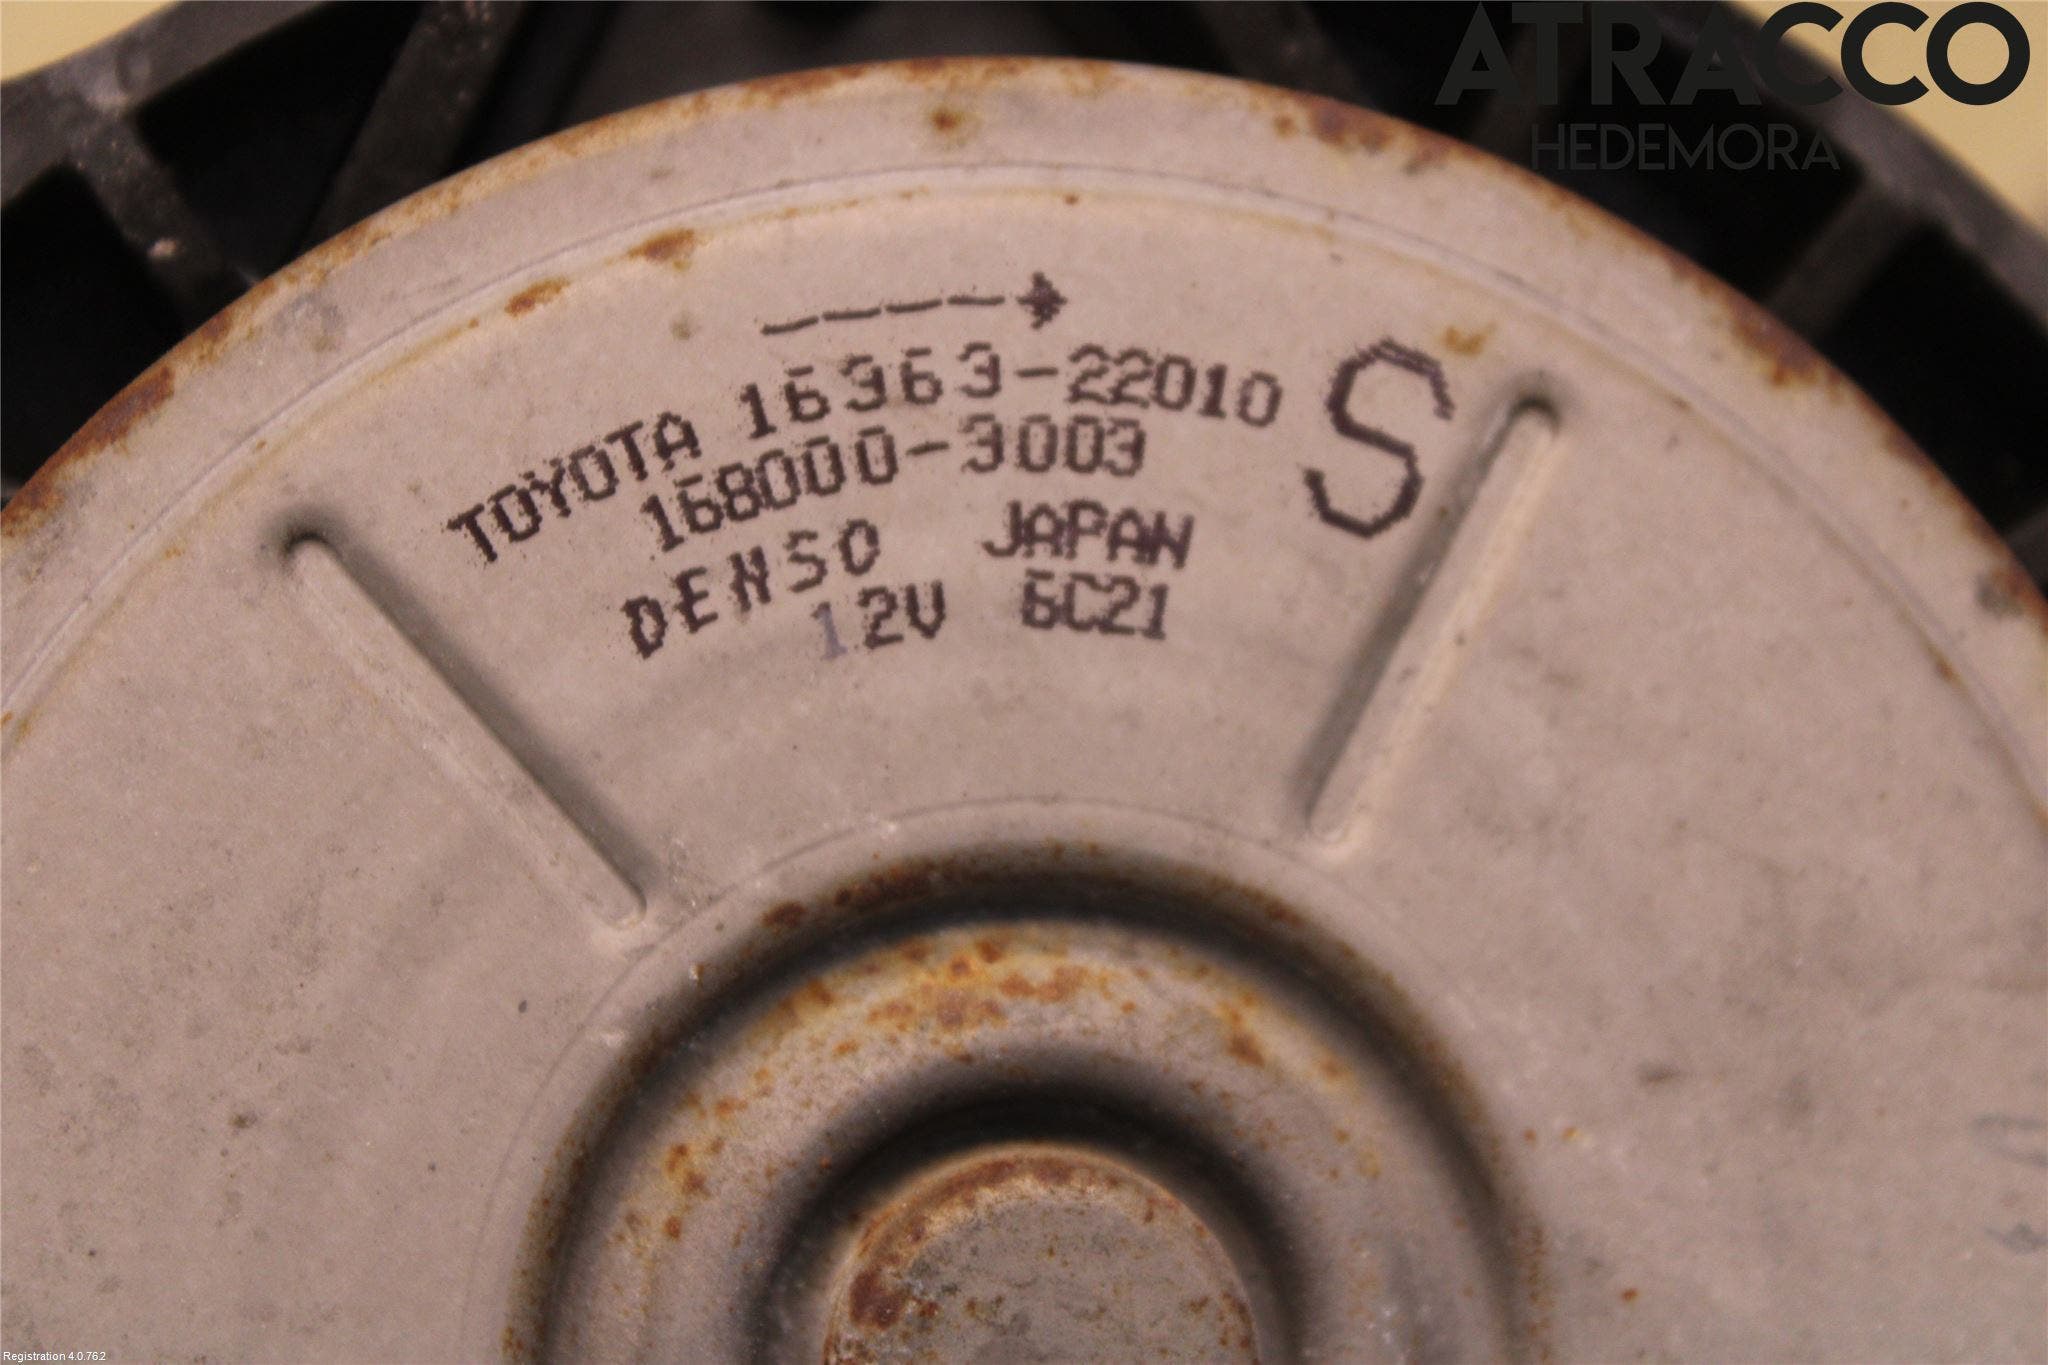 ATRACCO
HEDEMORA
TOYOTA 16363-22010 S
168000-3003
DENSO JAPAN
12V 6C21
Registration 4.0.762